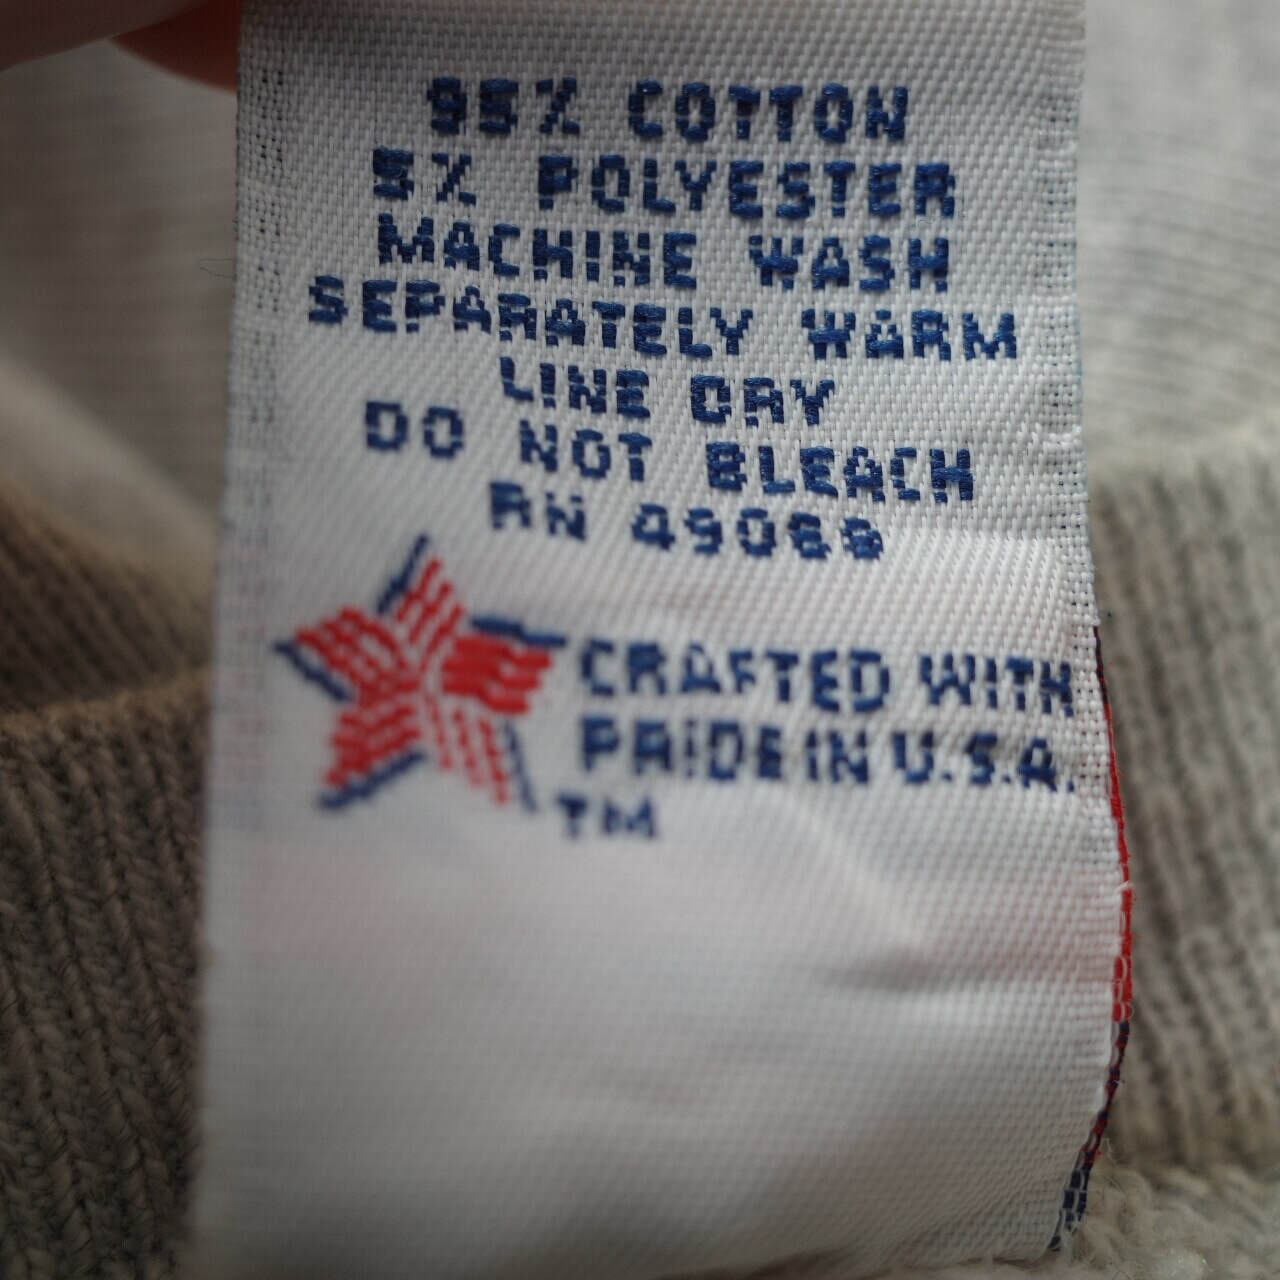 95% COTTON
5% POLYESTER
MACHINE WASH
SEPARATELY WARM
LINE DRY
DO NOT BLEACH
RN 49066
CRAFTED WITH
PRIDE IN U.S.A.
TM